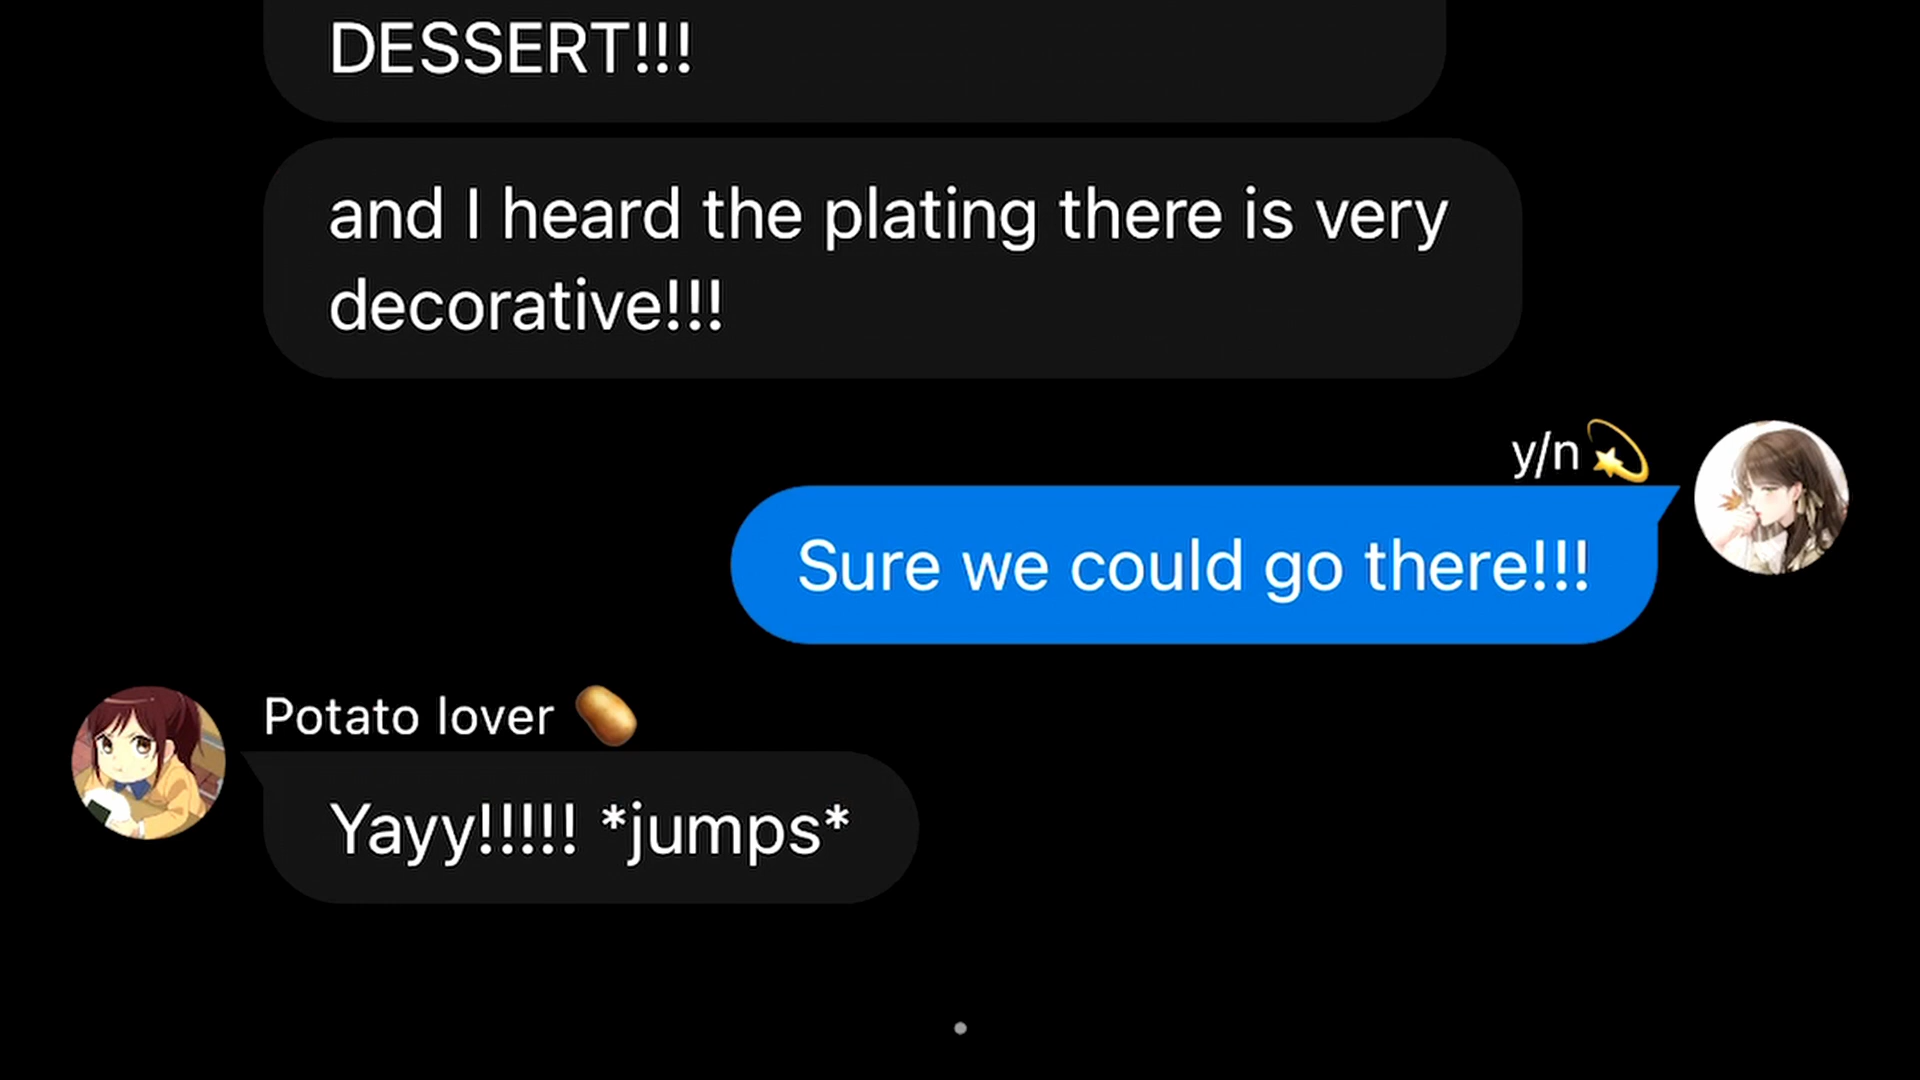 DESSERT!!!
and I heard the plating there is very
decorative!!!
y/n💫
Sure we could go there!!!
Potato lover 🥔
Yayy!!!!! *jumps*